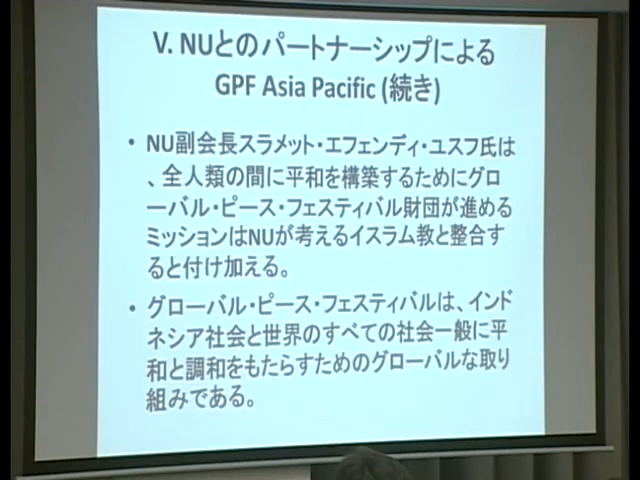 V. NUとのパートナーシップによる
GPF Asia Pacific (続き)
• NU副会長スラメット・エフェンディ・ユスフ氏は
、全人類の間に平和を構築するためにグロ
ーバル・ピース・フェスティバル財団が進める
ミッションはNUが考えるイスラム教と整合す
ると付け加える。
• グローバル・ピース・フェスティバルは、インド
ネシア社会と世界のすべての社会一般に平
和と調和をもたらすためのグローバルな取り
組みである。